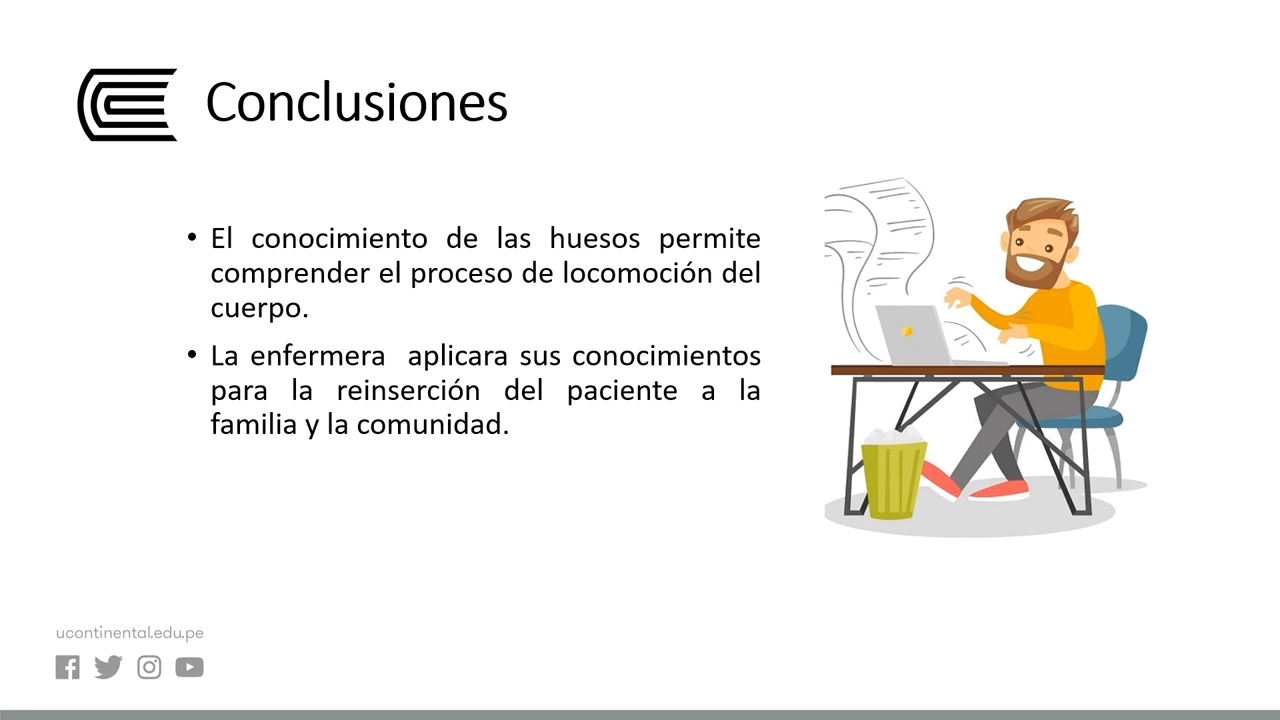 Conclusiones
• El conocimiento de las huesos permite
comprender el proceso de locomoción del
cuerpo.
• La enfermera  aplicara sus conocimientos
para la reinserción del paciente a la
familia y la comunidad.
ucontinental.edu.pe